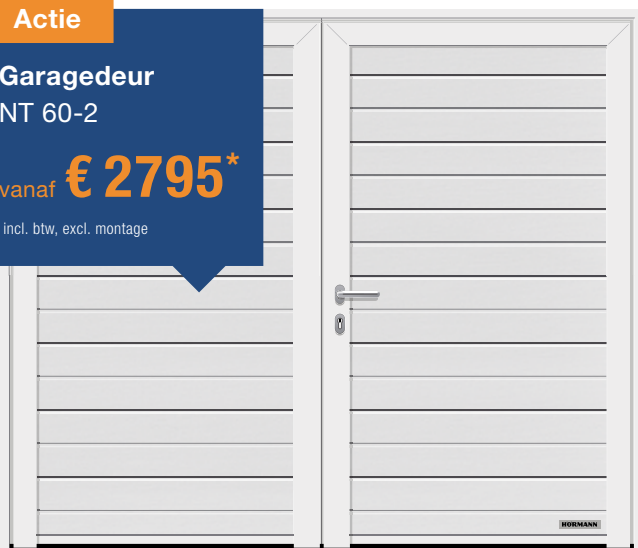 Actie
Garagedeur
NT 60-2
vanaf € 2795*
incl. btw, excl. montage
HÖRMANN